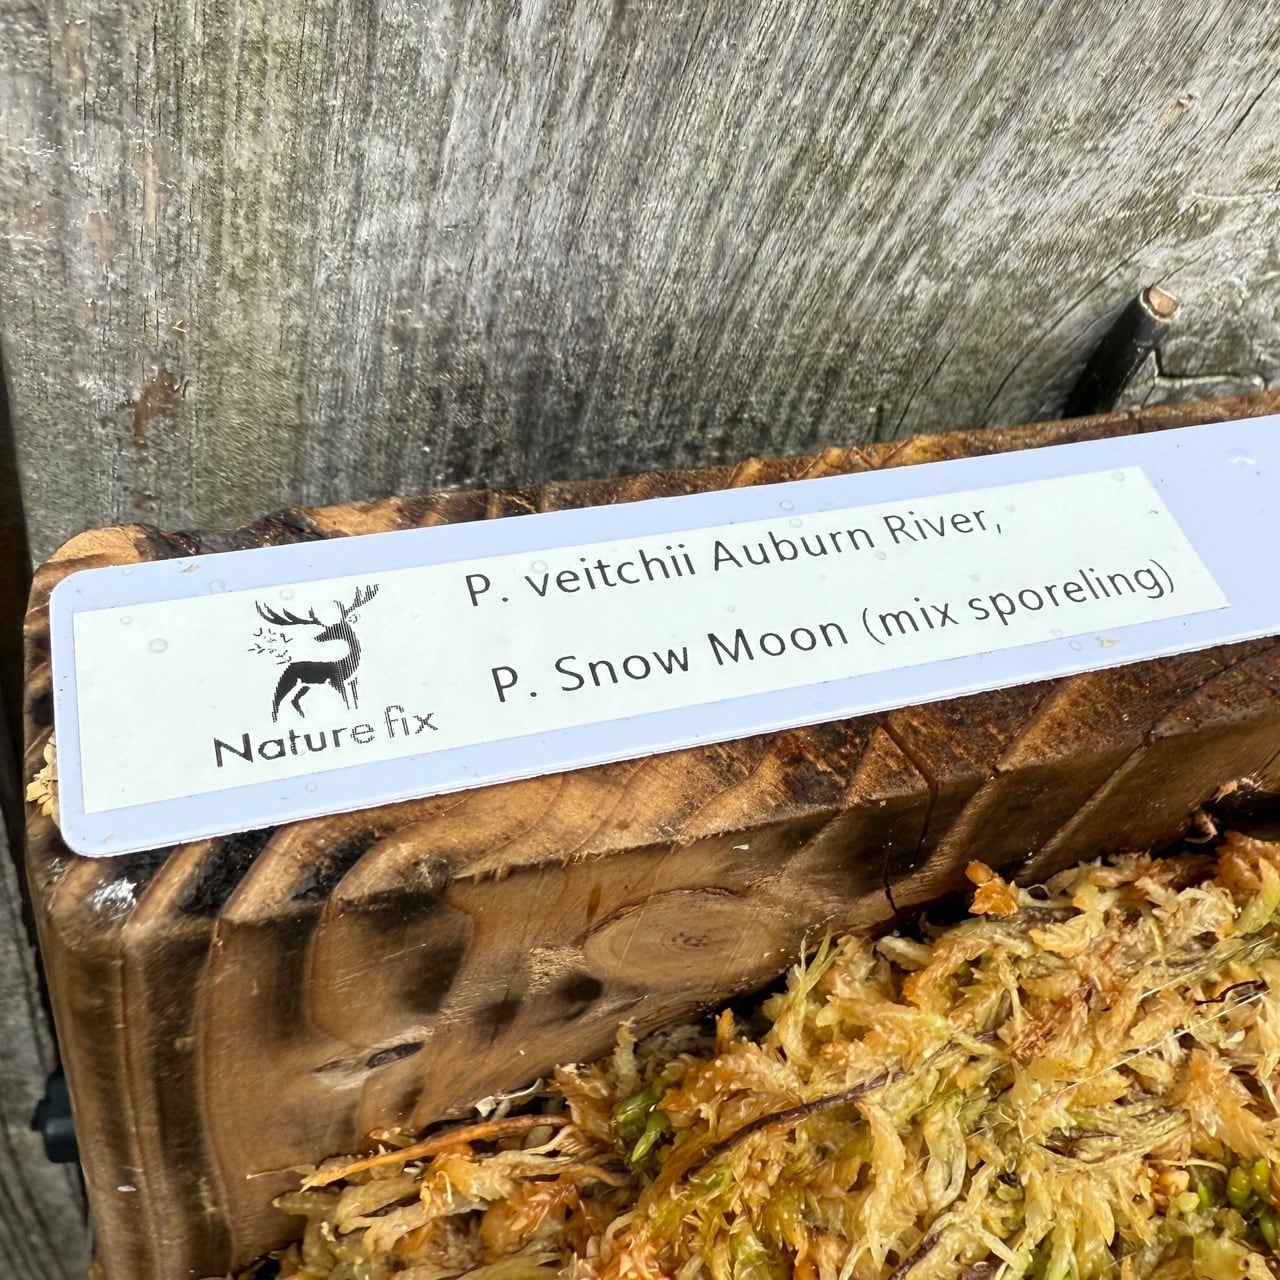 P. veitchii Auburn River,
P. Snow Moon (mix sporeling)
Nature fix